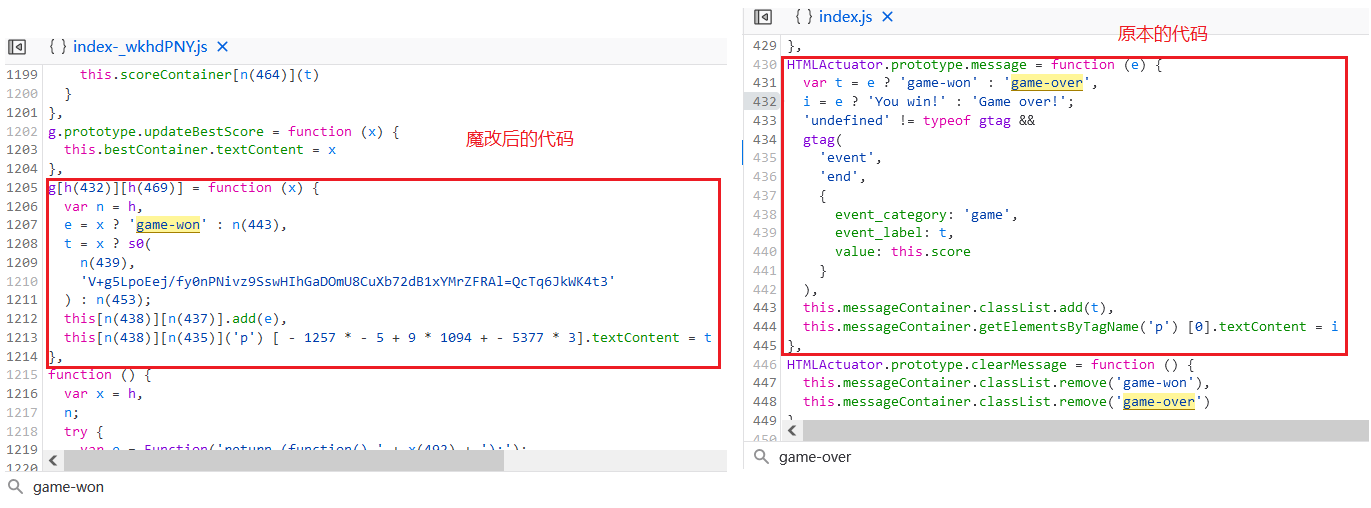 { } index-_wkhdPNY.js ✕
魔改后的代码
1199 this.scoreContainer[n(464)](t)
1200 }
1201 },
1202 g.prototype.updateBestScore = function (x) {
1203 this.bestContainer.textContent = x
1204 },
1205 g[h(432)][h(469)] = function (x) {
1206 var n = h,
1207 e = x ? 'game-won' : n(443),
1208 t = x ? s0(
1209 n(439),
1210 'V+g5LpoEej/fy0nPNivz9SswHIhGaDOmU8CuXb72dB1xYMrZFRAl=QcTq6JkWK4t3'
1211 ) : n(453);
1212 this[n(438)][n(437)].add(e),
1213 this[n(438)][n(435)]('p') [ - 1257 * - 5 + 9 * 1094 + - 5377 * 3].textContent = t
1214 },
1215 function () {
1216 var x = h,
1217 n;
1218 try {
1219 var e = Function('return (function() ' + x(492) + ');');
1220
game-won
{ } index.js ✕
原本的代码
429 },
430 HTMLActuator.prototype.message = function (e) {
431 var t = e ? 'game-won' : 'game-over',
432 i = e ? 'You win!' : 'Game over!';
433 'undefined' != typeof gtag &&
434 gtag(
435 'event',
436 'end',
437 {
438 event_category: 'game',
439 event_label: t,
440 value: this.score
441 }
442 ),
443 this.messageContainer.classList.add(t),
444 this.messageContainer.getElementsByTagName('p') [0].textContent = i
445 },
446 HTMLActuator.prototype.clearMessage = function () {
447 this.messageContainer.classList.remove('game-won'),
448 this.messageContainer.classList.remove('game-over')
449 }
450
game-over